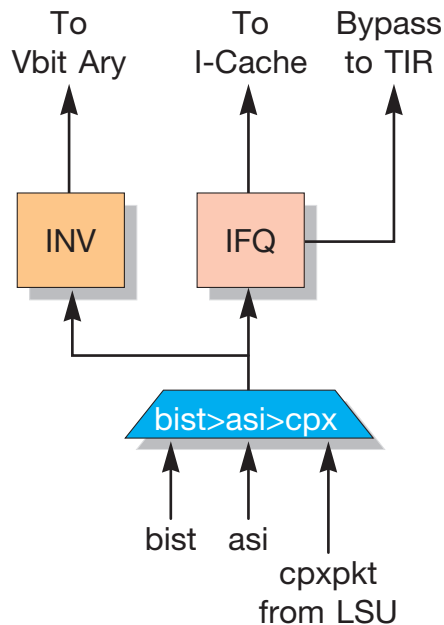 To
Vbit Ary
To
I-Cache
Bypass
to TIR
INV
IFQ
bist>asi>cpx
bist
asi
cpxpkt
from LSU